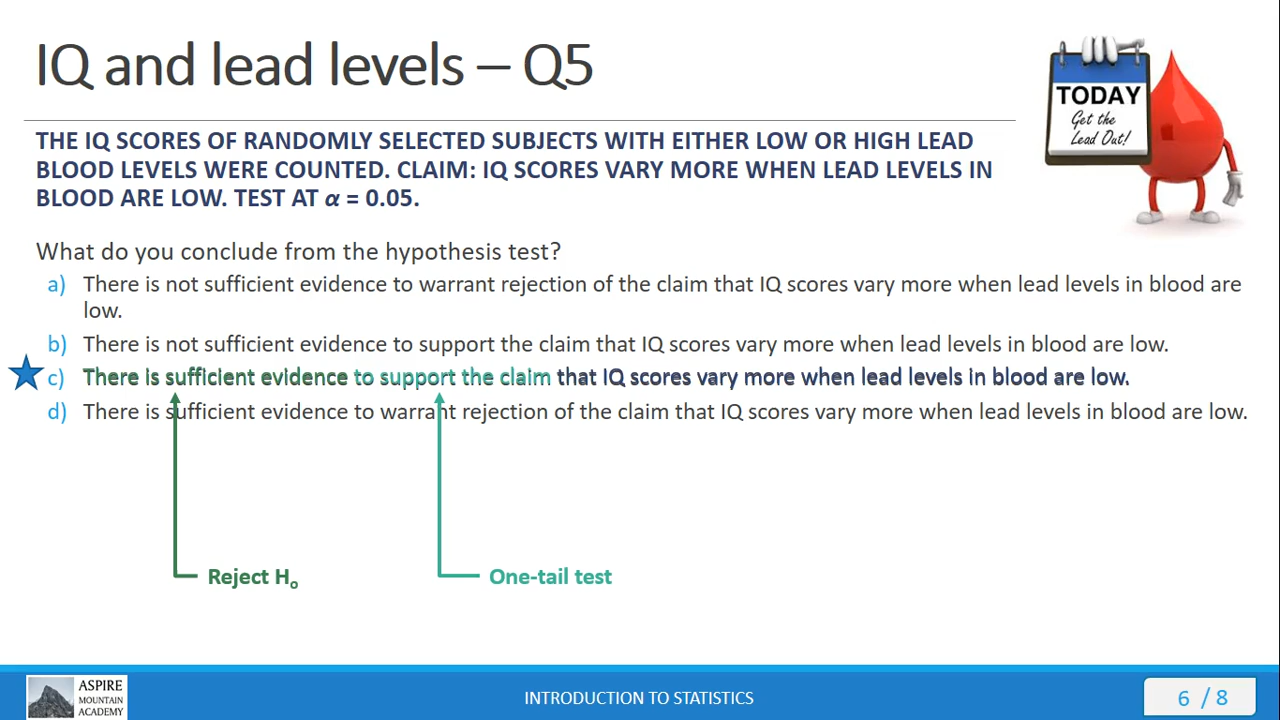 IQ and lead levels – Q5
TODAY
Get the
Lead Out!
THE IQ SCORES OF RANDOMLY SELECTED SUBJECTS WITH EITHER LOW OR HIGH LEAD
BLOOD LEVELS WERE COUNTED. CLAIM: IQ SCORES VARY MORE WHEN LEAD LEVELS IN
BLOOD ARE LOW. TEST AT α = 0.05.
What do you conclude from the hypothesis test?
a) There is not sufficient evidence to warrant rejection of the claim that IQ scores vary more when lead levels in blood are
low.
b) There is not sufficient evidence to support the claim that IQ scores vary more when lead levels in blood are low.
c) There is sufficient evidence to support the claim that IQ scores vary more when lead levels in blood are low.
d) There is sufficient evidence to warrant rejection of the claim that IQ scores vary more when lead levels in blood are low.
Reject Ho
One-tail test
ASPIRE
MOUNTAIN
ACADEMY
INTRODUCTION TO STATISTICS
6 / 8